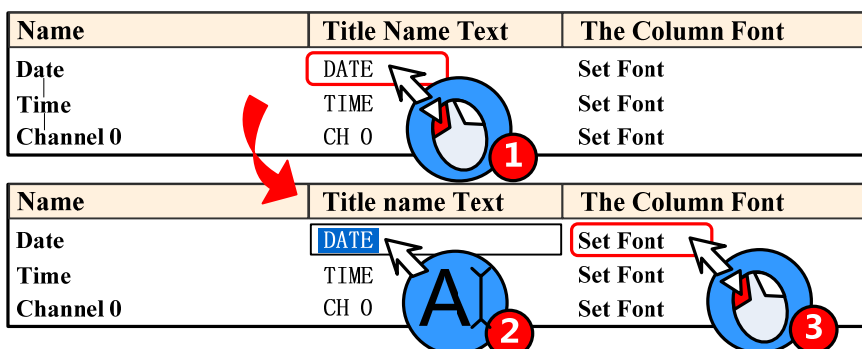 Name Title Name Text The Column Font
Date DATE Set Font
Time TIME Set Font
Channel 0 CH 0 Set Font
1
Name Title name Text The Column Font
Date DATE Set Font
Time TIME Set Font
Channel 0 CH 0 Set Font
A
2 3